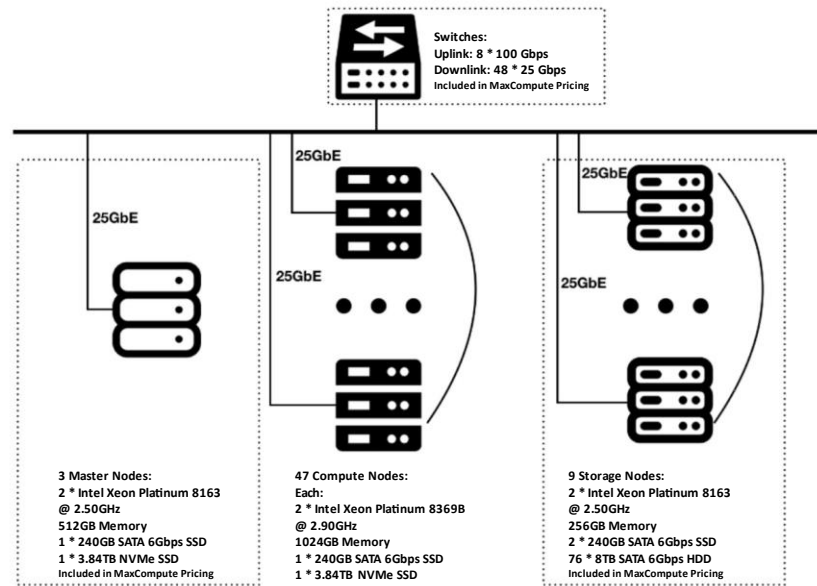 Switches:
Uplink: 8 * 100 Gbps
Downlink: 48 * 25 Gbps
Included in MaxCompute Pricing
25GbE
25GbE
25GbE
25GbE
25GbE
3 Master Nodes:
2 * Intel Xeon Platinum 8163
@ 2.50GHz
512GB Memory
1 * 240GB SATA 6Gbps SSD
1 * 3.84TB NVMe SSD
Included in MaxCompute Pricing
47 Compute Nodes:
Each:
2 * Intel Xeon Platinum 8369B
@ 2.90GHz
1024GB Memory
1 * 240GB SATA 6Gbps SSD
1 * 3.84TB NVMe SSD
9 Storage Nodes:
2 * Intel Xeon Platinum 8163
@ 2.50GHz
256GB Memory
2 * 240GB SATA 6Gbps SSD
76 * 8TB SATA 6Gbps HDD
Included in MaxCompute Pricing